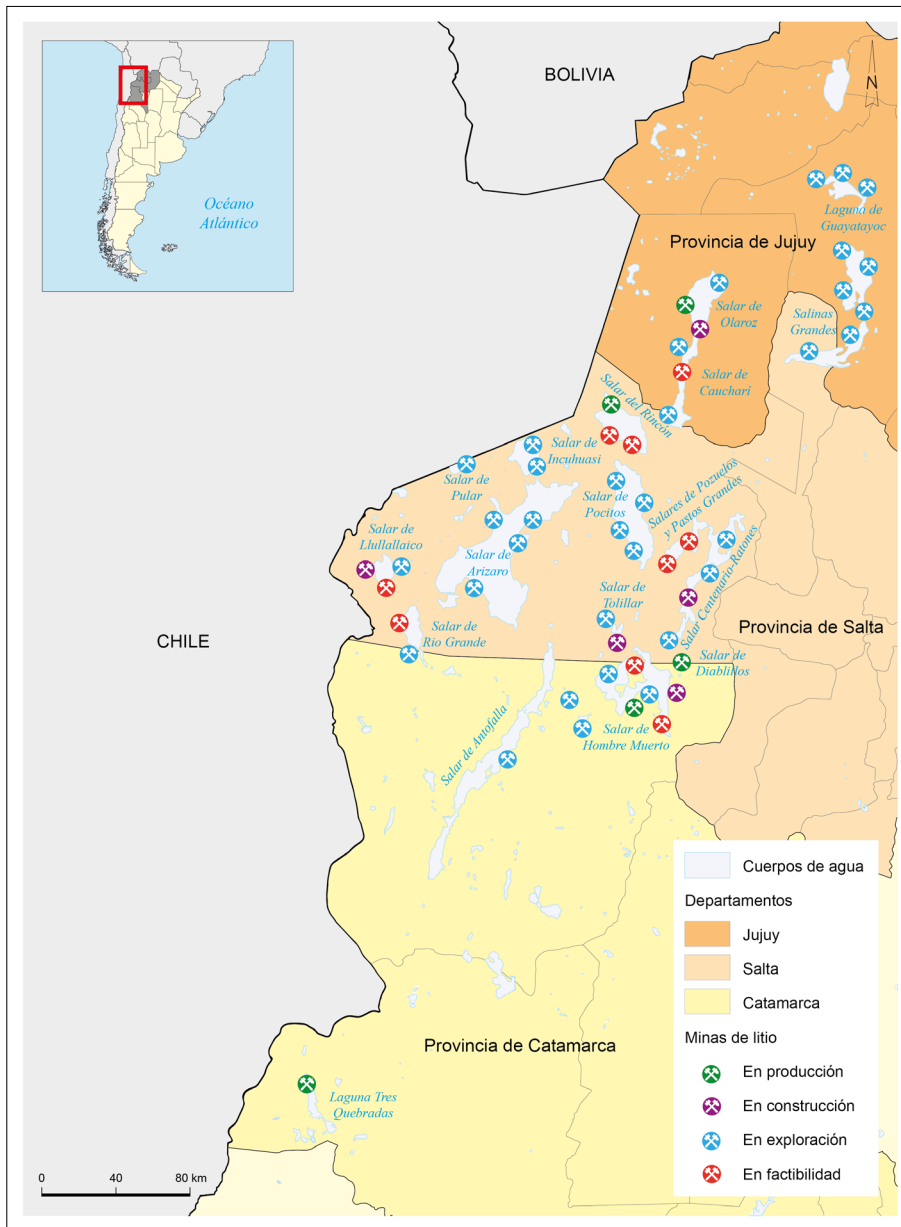 BOLIVIA
N
Océano
Atlántico
Laguna de
Guayatayoc
Provincia de Jujuy
Salar de
Olaroz
Salinas
Grandes
Salar de
Cauchari
Salar del Rincón
Salar de
Incuhuasi
Salar de
Pular
Salar de
Pocitos
Salares de Pozuelos
y Pastos Grandes
Salar de
Llullallaico
Salar de
Arizaro
Salar de
Tolillar
Salar Centenario-Ratones
CHILE
Salar de
Rio Grande
Provincia de Salta
Salar de
Diablillos
Salar de Antofalla
Salar de
Hombre Muerto
Cuerpos de agua
Departamentos
Jujuy
Salta
Catamarca
Minas de litio
En producción
En construcción
En exploración
En factibilidad
Provincia de Catamarca
Laguna Tres
Quebradas
0 40 80 km